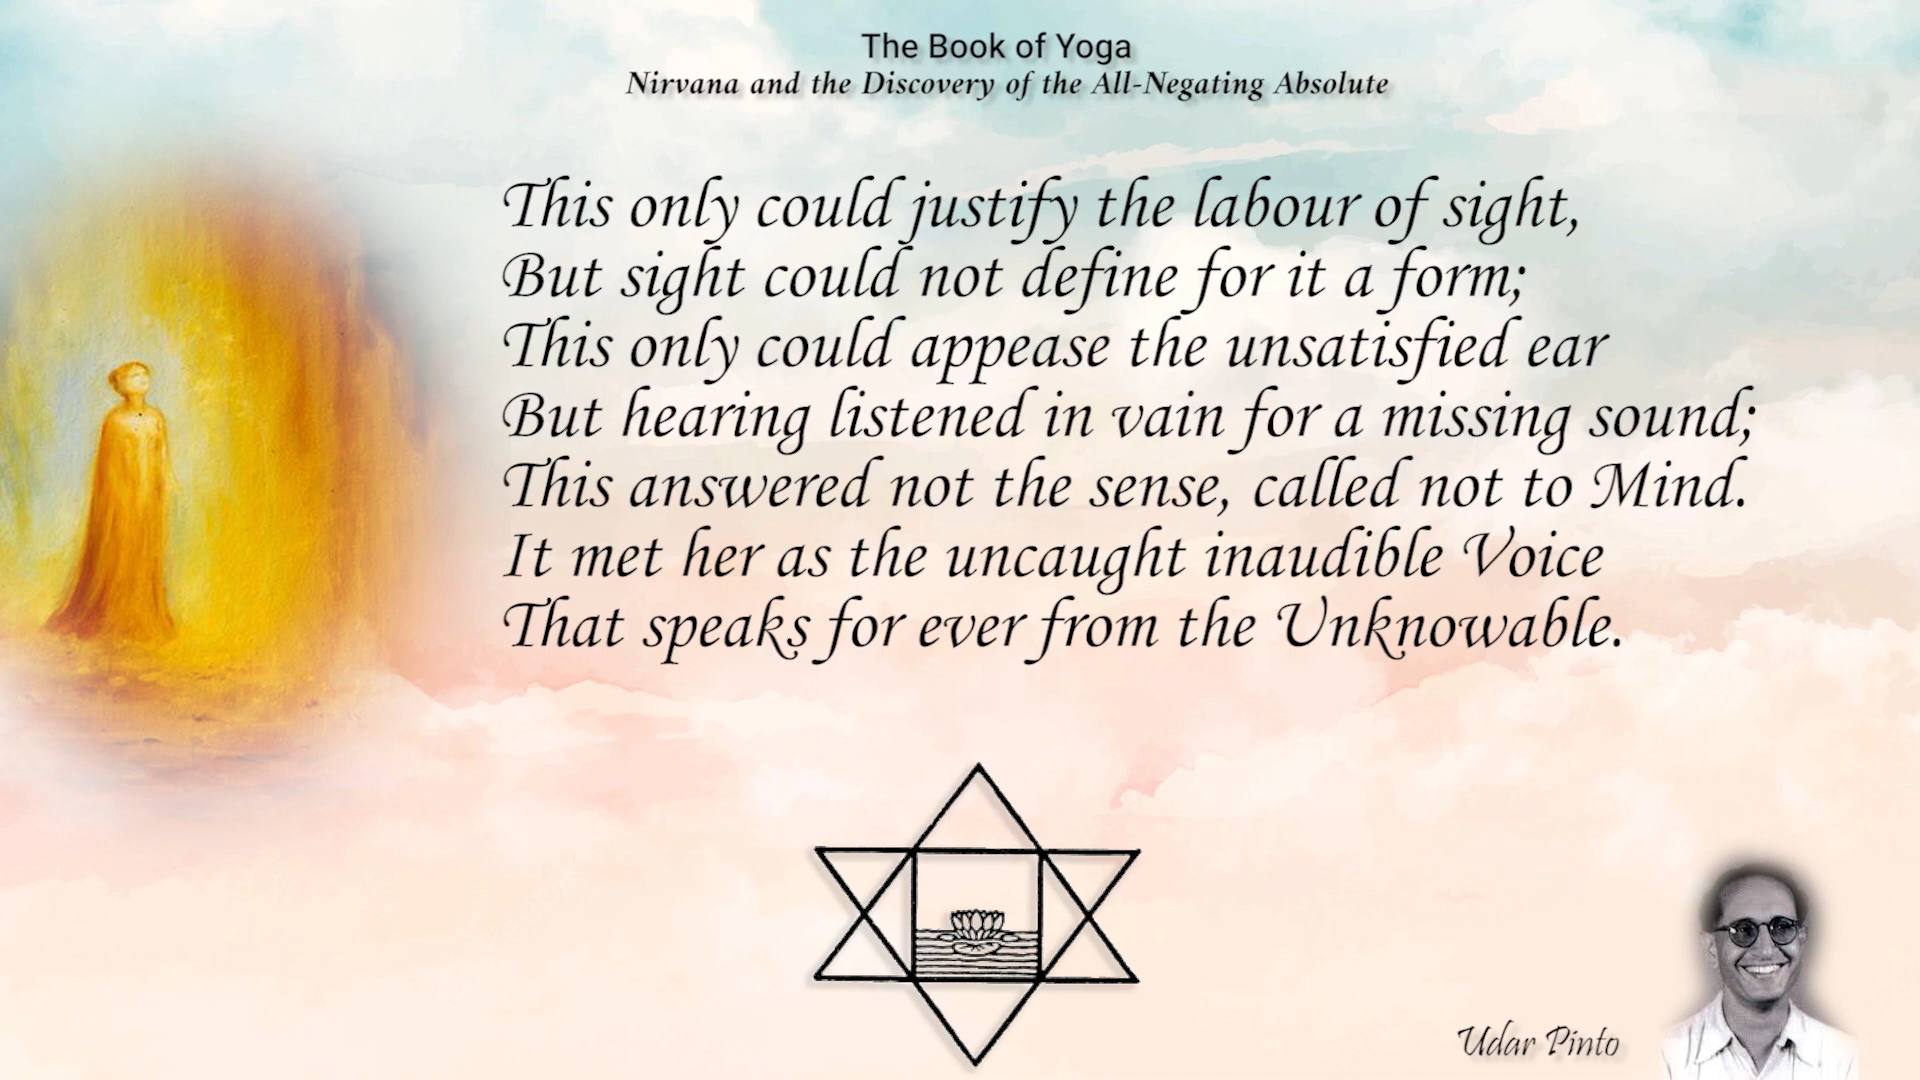 The Book of Yoga
Nirvana and the Discovery of the All-Negating Absolute
This only could justify the labour of sight,
But sight could not define for it a form;
This only could appease the unsatisfied ear
But hearing listened in vain for a missing sound;
This answered not the sense, called not to Mind.
It met her as the uncaught inaudible Voice
That speaks for ever from the Unknowable.
Udar Pinto